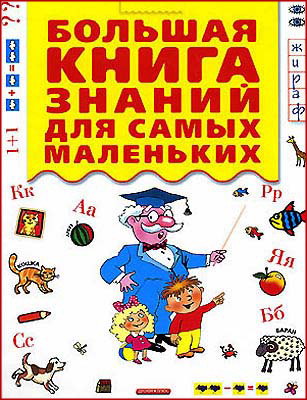 ??
БОЛЬШАЯ
КНИГА
ЗНАНИЙ
ДЛЯ САМЫХ
МАЛЕНЬКИХ
= +
1+1
жираф
Кк
Аа
Рр
КОШКА
Яя
Сс
Бб
БАРАН
- =